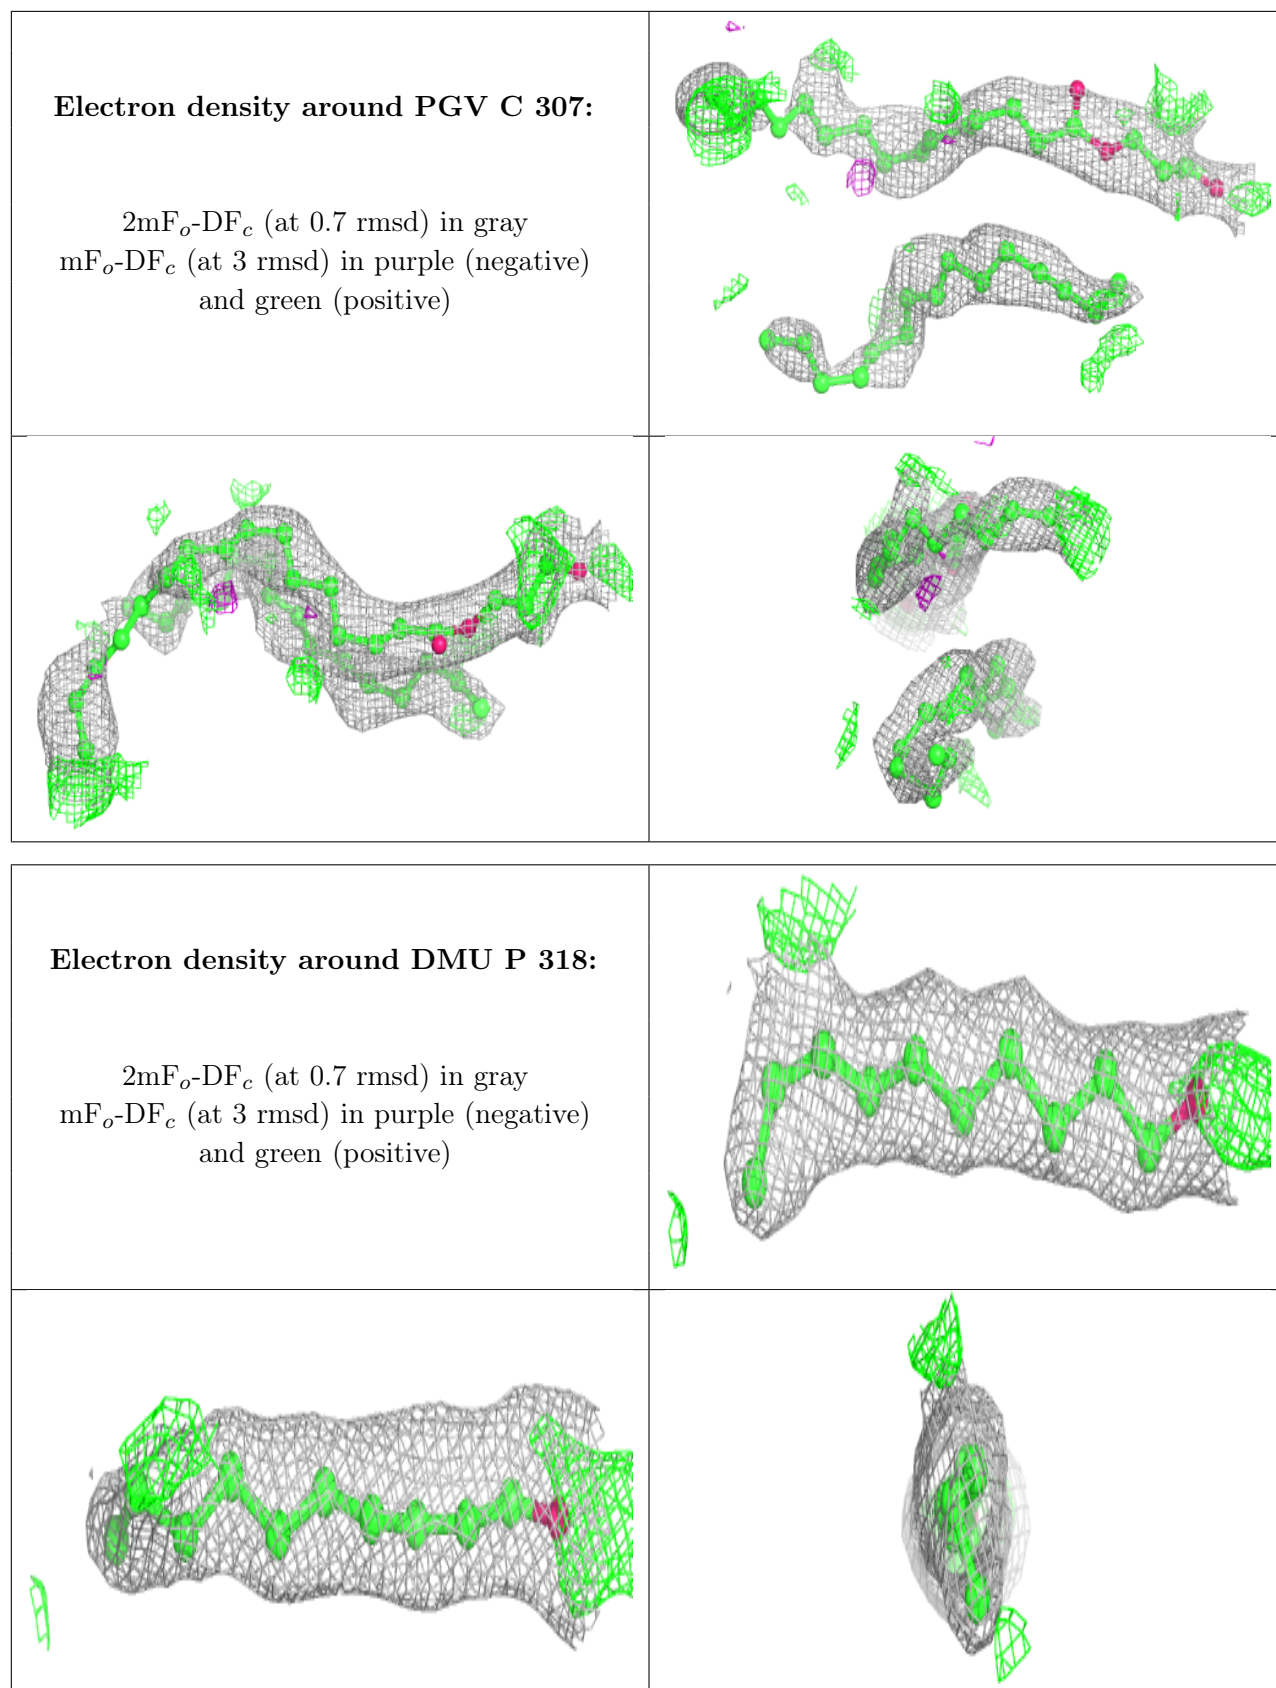 Electron density around PGV C 307:
2mFo-DFc (at 0.7 rmsd) in gray
mFo-DFc (at 3 rmsd) in purple (negative)
and green (positive)
Electron density around DMU P 318:
2mFo-DFc (at 0.7 rmsd) in gray
mFo-DFc (at 3 rmsd) in purple (negative)
and green (positive)